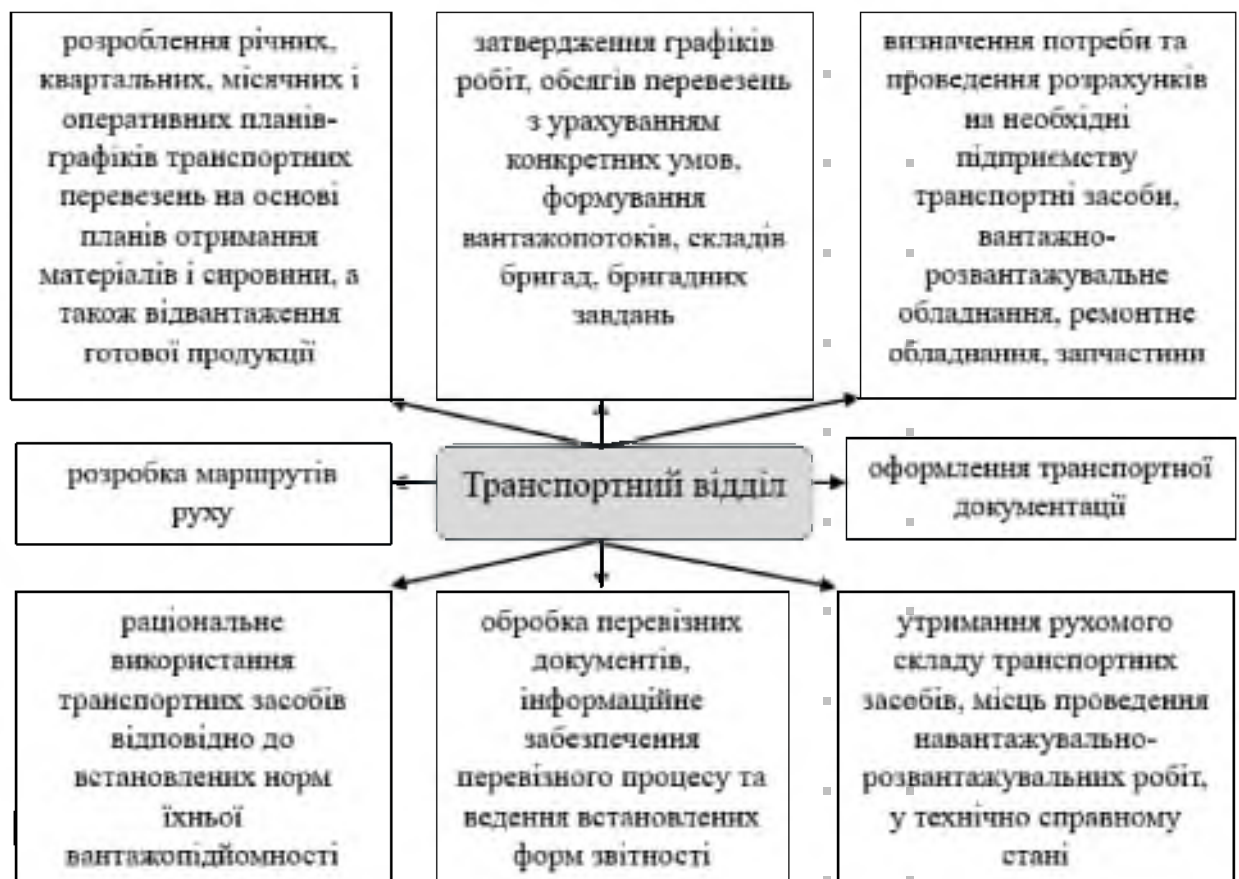 розроблення річних,
квартальних, місячних і
оперативних планів-
графіків транспортних
перевезень на основі
планів отримання
матеріалів і сировини, а
також відвантаження
готової продукції
затвердження графіків
робіт, обсягів перевезень
з урахуванням
конкретних умов,
формування
вантажопотоків, складів
бригад, бригадних
завдань
визначення потреби та
проведення розрахунків
на необхідні
підприємству
транспортні засоби,
вантажно-
розвантажувальне
обладнання, ремонтне
обладнання, запчастини
розробка маршрутів
руху
Транспортний відділ
оформлення транспортної
документації
раціональне
використання
транспортних засобів
відповідно до
встановлених норм
їхньої
вантажопідйомності
обробка перевізних
документів,
інформаційне
забезпечення
перевізного процесу та
ведення встановлених
форм звітності
утримання рухомого
складу транспортних
засобів, місць проведення
навантажувально-
розвантажувальних робіт,
у технічно справному
стані